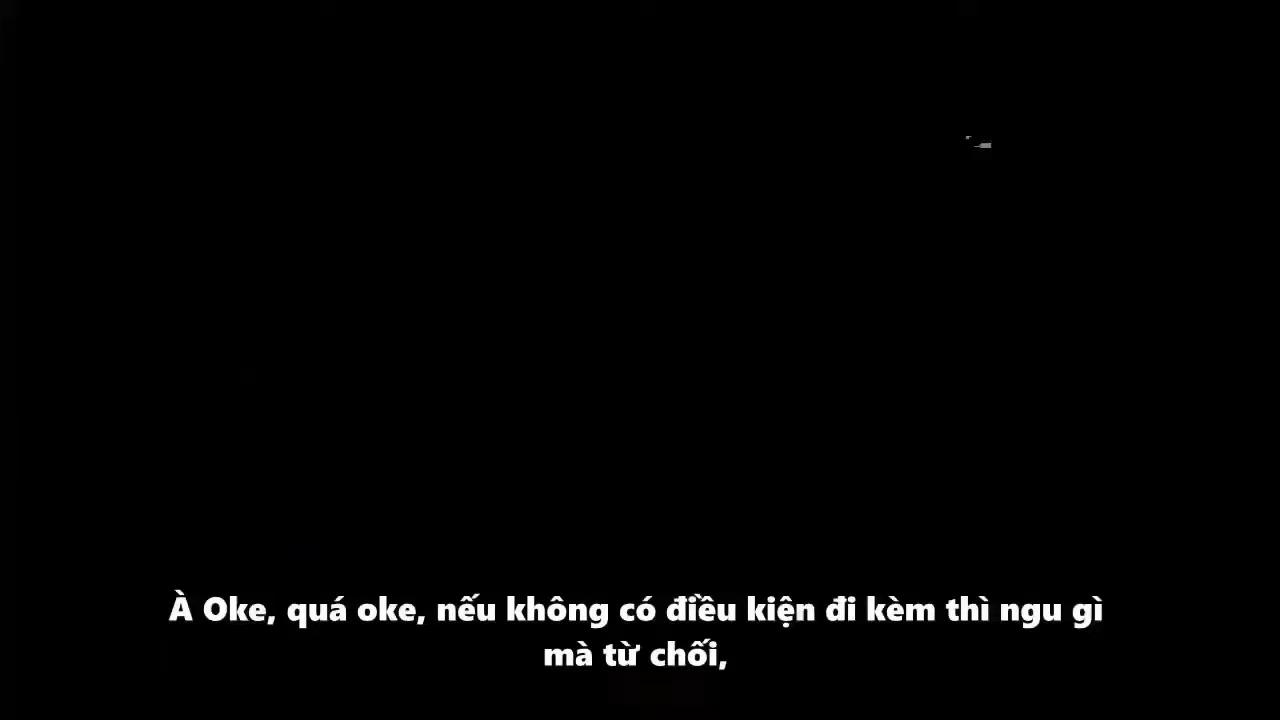 À Oke, quá oke, nếu không có điều kiện đi kèm thì ngu gì
mà từ chối,